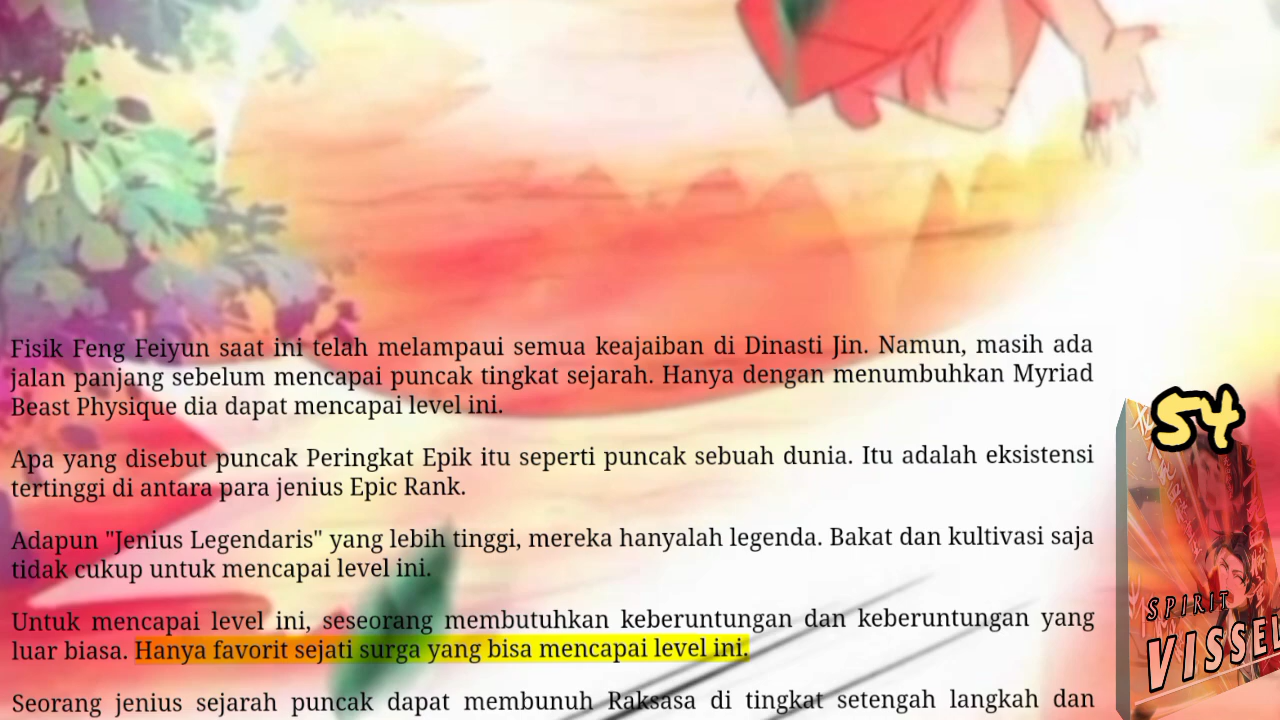 Fisik Feng Feiyun saat ini telah melampaui semua keajaiban di Dinasti Jin. Namun, masih ada
jalan panjang sebelum mencapai puncak tingkat sejarah. Hanya dengan menumbuhkan Myriad
Beast Physique dia dapat mencapai level ini.
Apa yang disebut puncak Peringkat Epik itu seperti puncak sebuah dunia. Itu adalah eksistensi
tertinggi di antara para jenius Epic Rank.
Adapun "Jenius Legendaris" yang lebih tinggi, mereka hanyalah legenda. Bakat dan kultivasi saja
tidak cukup untuk mencapai level ini.
Untuk mencapai level ini, seseorang membutuhkan keberuntungan dan keberuntungan yang
luar biasa. Hanya favorit sejati surga yang bisa mencapai level ini.
Seorang jenius sejarah puncak dapat membunuh Raksasa di tingkat setengah langkah dan
54
SPIRIT
VISSEL